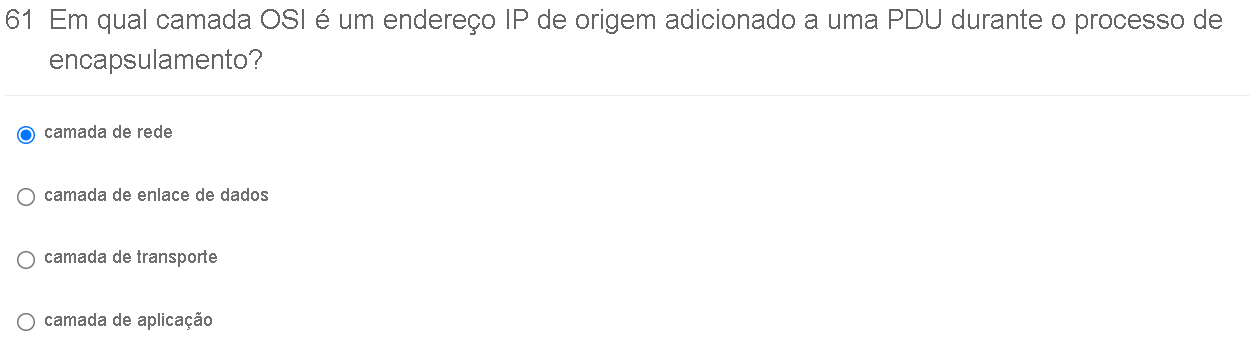 61 Em qual camada OSI é um endereço IP de origem adicionado a uma PDU durante o processo de
encapsulamento?
camada de rede
camada de enlace de dados
camada de transporte
camada de aplicação